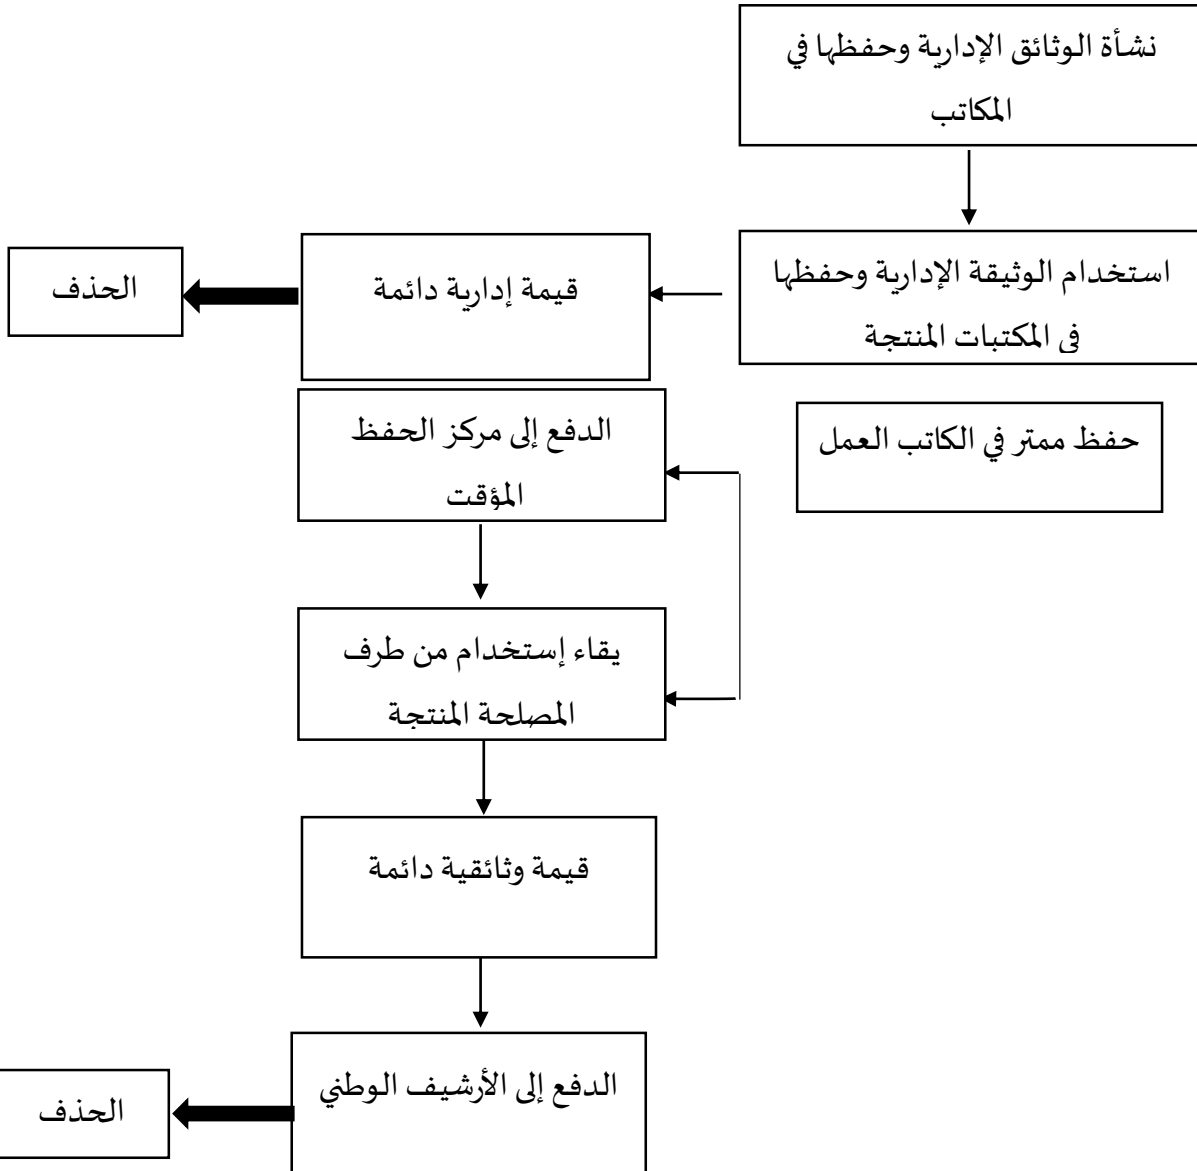 نشأة الوثائق الإدارية وحفظها في
المكاتب
استخدام الوثيقة الإدارية وحفظها
في المكتبات المنتجة
قيمة إدارية دائمة
الحذف
حفظ ممتر في الكاتب العمل
الدفع إلى مركز الحفظ
المؤقت
يقاء إستخدام من طرف
المصلحة المنتجة
قيمة وثائقية دائمة
الدفع إلى الأرشيف الوطني
الحذف